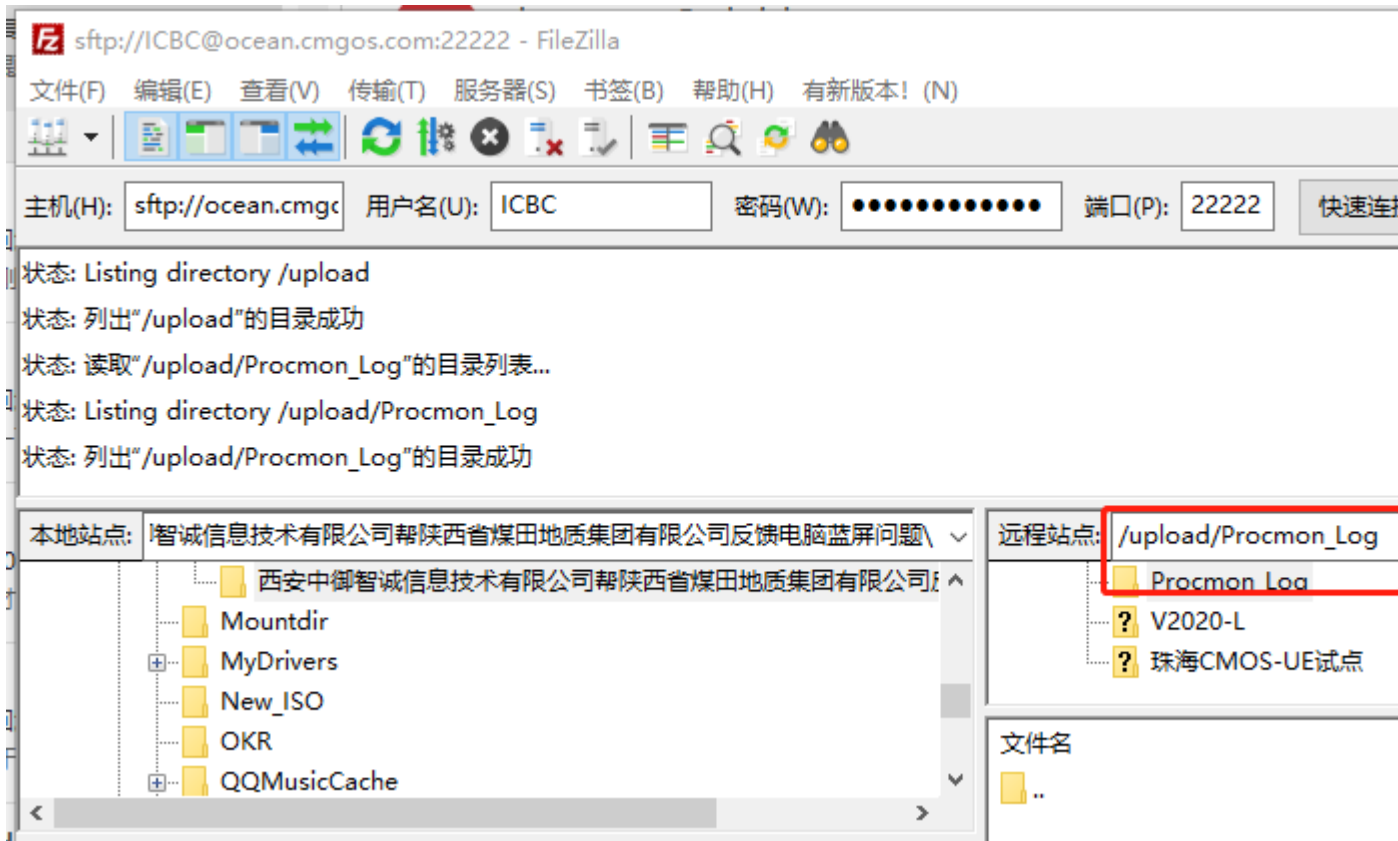 sftp://ICBC@ocean.cmgos.com:22222 - FileZilla
文件(F) 编辑(E) 查看(V) 传输(T) 服务器(S) 书签(B) 帮助(H) 有新版本！(N)
主机(H): sftp://ocean.cmgc 用户名(U): ICBC 密码(W): ●●●●●●●●●●●● 端口(P): 22222 快速连接
状态: Listing directory /upload
状态: 列出“/upload”的目录成功
状态: 读取“/upload/Procmon_Log”的目录列表...
状态: Listing directory /upload/Procmon_Log
状态: 列出“/upload/Procmon_Log”的目录成功
本地站点: 智诚信息技术有限公司帮陕西省煤田地质集团有限公司反馈电脑蓝屏问题\
西安中御智诚信息技术有限公司帮陕西省煤田地质集团有限公司
Mountdir
MyDrivers
New_ISO
OKR
QQMusicCache
远程站点: /upload/Procmon_Log
Procmon_Log
V2020-L
珠海CMOS-UE试点
文件名
..